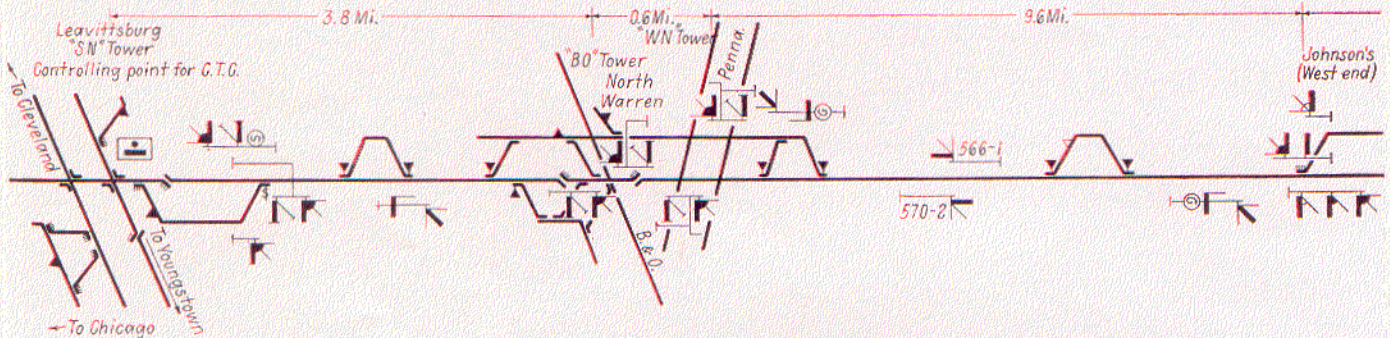 3.8 Mi.
0.6 Mi.
9.6 Mi.
Leavittsburg
"SN" Tower
Controlling point for C.T.C.
"WN" Tower
"BO" Tower
North
Warren
Penna.
Johnson's
(West end)
To Cleveland
S
G
566-1
570-2
G
To Youngstown
B. & O.
To Chicago